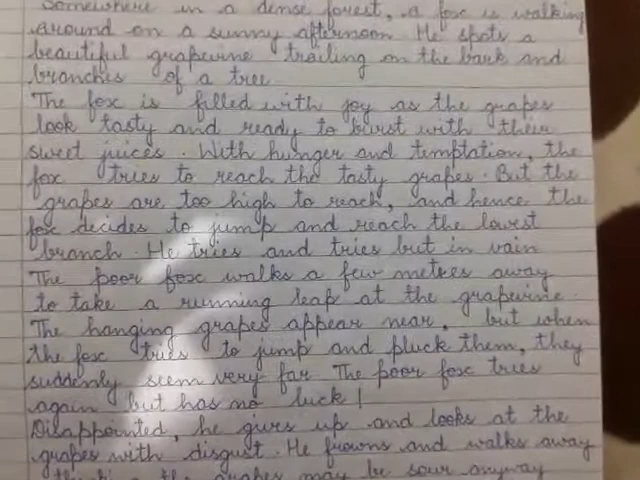 Somewhere in a dense forest, a fox is walking
around on a sunny afternoon. He spots a
beautiful grapevine trailing on the bark and
branches of a tree.
The fox is filled with joy as the grapes
look tasty and ready to burst with their
sweet juices. With hunger and temptation, the
fox tries to reach the tasty grapes. But the
grapes are too high to reach, and hence the
fox decides to jump and reach the lowest
branch. He tries and tries but in vain
The poor fox walks a few metres away
to take a running leap at the grapevine.
The hanging grapes appear near, but when
the fox tries to jump and pluck them, they
suddenly seem very far. The poor fox tries
again but has no luck!
Disappointed, he gives up and looks at the
grapes with disgust. He frowns and walks away
the grapes may be sour anyway